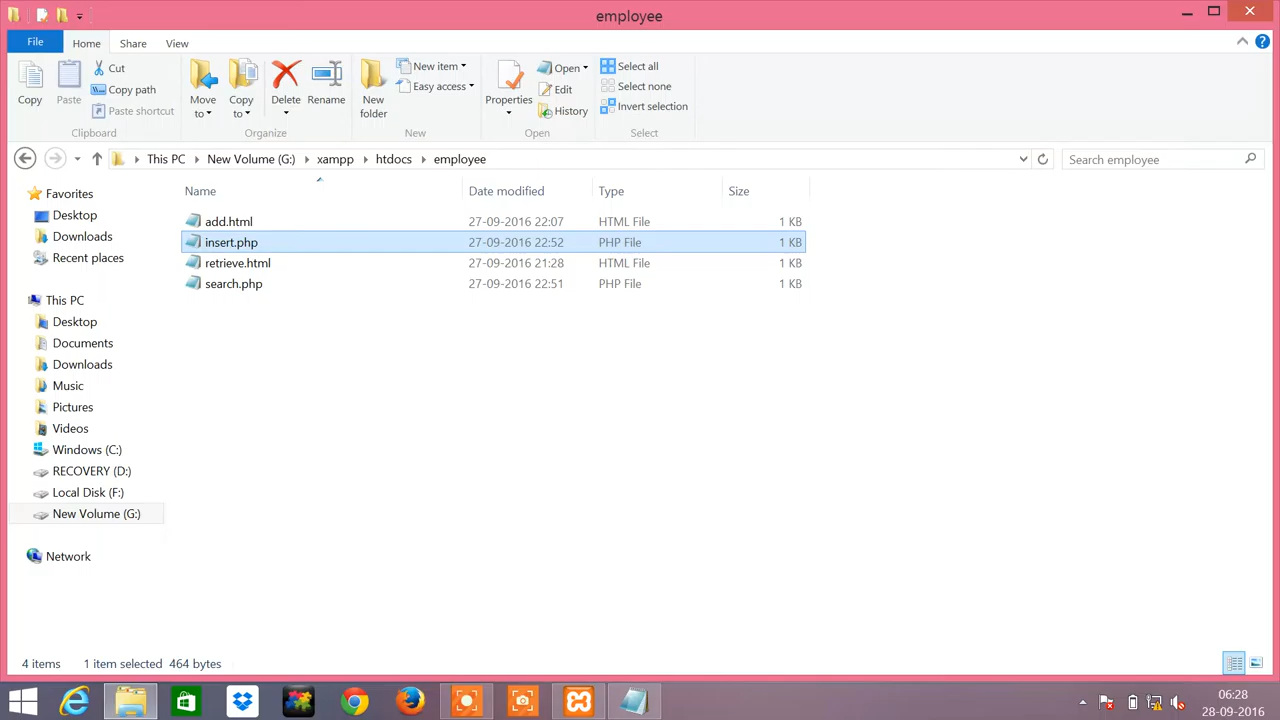 employee
File Home Share View
Copy Paste Cut Copy path Paste shortcut Clipboard
Move to Copy to Delete Rename Organize
New folder New item Easy access New
Properties Open Edit History Open
Select all Select none Invert selection Select
This PC New Volume (G:) xampp htdocs employee Search employee
Name Date modified Type Size
add.html 27-09-2016 22:07 HTML File 1 KB
insert.php 27-09-2016 22:52 PHP File 1 KB
retrieve.html 27-09-2016 21:28 HTML File 1 KB
search.php 27-09-2016 22:51 PHP File 1 KB
Favorites
Desktop
Downloads
Recent places
This PC
Desktop
Documents
Downloads
Music
Pictures
Videos
Windows (C:)
RECOVERY (D:)
Local Disk (F:)
New Volume (G:)
Network
4 items 1 item selected 464 bytes
06:28
28-09-2016